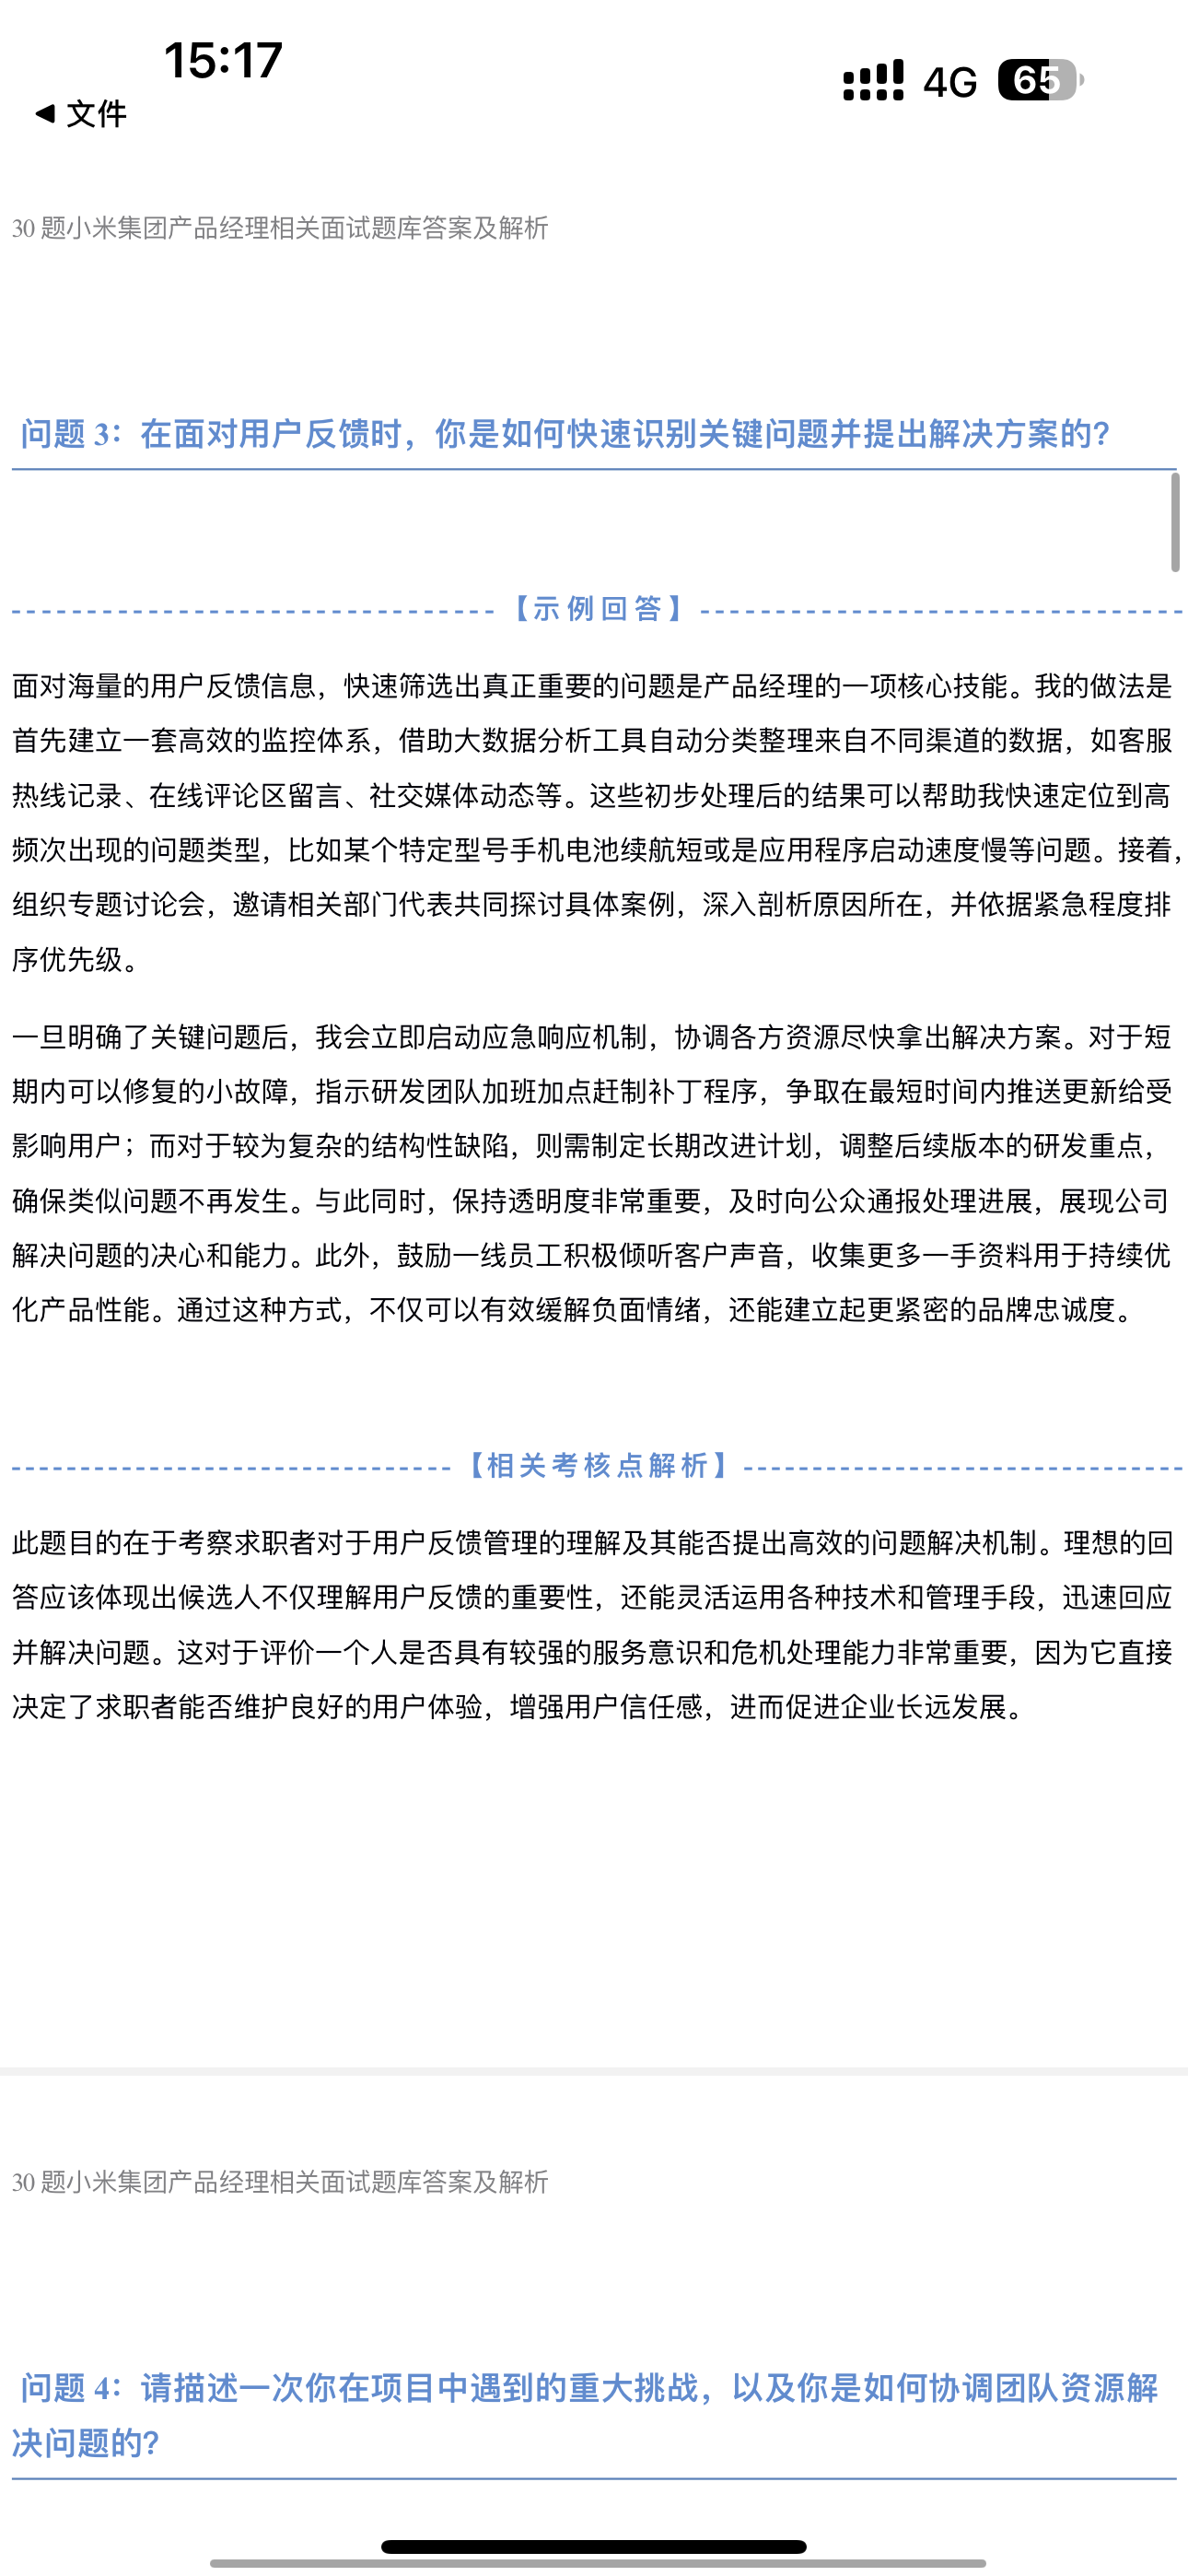 15:17
4G 65
◀ 文件
30 题小米集团产品经理相关面试题库答案及解析
问题 3：在面对用户反馈时，你是如何快速识别关键问题并提出解决方案的？
--------------------------------【示例回答】--------------------------------
面对海量的用户反馈信息，快速筛选出真正重要的问题是产品经理的一项核心技能。我的做法是
首先建立一套高效的监控体系，借助大数据分析工具自动分类整理来自不同渠道的数据，如客服
热线记录、在线评论区留言、社交媒体动态等。这些初步处理后的结果可以帮助我快速定位到高
频次出现的问题类型，比如某个特定型号手机电池续航短或是应用程序启动速度慢等问题。接着，
组织专题讨论会，邀请相关部门代表共同探讨具体案例，深入剖析原因所在，并依据紧急程度排
序优先级。
一旦明确了关键问题后，我会立即启动应急响应机制，协调各方资源尽快拿出解决方案。对于短
期内可以修复的小故障，指示研发团队加班加点赶制补丁程序，争取在最短时间内推送更新给受
影响用户；而对于较为复杂的结构性缺陷，则需制定长期改进计划，调整后续版本的研发重点，
确保类似问题不再发生。与此同时，保持透明度非常重要，及时向公众通报处理进展，展现公司
解决问题的决心和能力。此外，鼓励一线员工积极倾听客户声音，收集更多一手资料用于持续优
化产品性能。通过这种方式，不仅可以有效缓解负面情绪，还能建立起更紧密的品牌忠诚度。
-----------------------------【相关考核点解析】-----------------------------
此题目的在于考察求职者对于用户反馈管理的理解及其能否提出高效的问题解决机制。理想的回
答应该体现出候选人不仅理解用户反馈的重要性，还能灵活运用各种技术和管理手段，迅速回应
并解决问题。这对于评价一个人是否具有较强的服务意识和危机处理能力非常重要，因为它直接
决定了求职者能否维护良好的用户体验，增强用户信任感，进而促进企业长远发展。
30 题小米集团产品经理相关面试题库答案及解析
问题 4：请描述一次你在项目中遇到的重大挑战，以及你是如何协调团队资源解
决问题的？